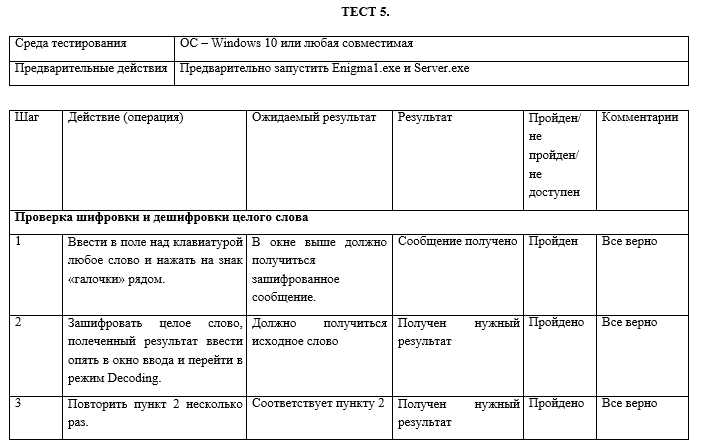 ТЕСТ 5.
Среда тестирования ОС – Windows 10 или любая совместимая
Предварительные действия Предварительно запустить Enigma1.exe и Server.exe
Шаг Действие (операция) Ожидаемый результат Результат Пройден/ не пройден/ не доступен Комментарии
Проверка шифровки и дешифровки целого слова
1 Ввести в поле над клавиатурой любое слово и нажать на знак «галочки» рядом. В окне выше должно получиться зашифрованное сообщение. Сообщение получено Пройден Все верно
2 Зашифровать целое слово, полеченный результат ввести опять в окно ввода и перейти в режим Decoding. Должно получиться исходное слово Получен нужный результат Пройдено Все верно
3 Повторить пункт 2 несколько раз. Соответствует пункту 2 Получен нужный результат Пройдено Все верно